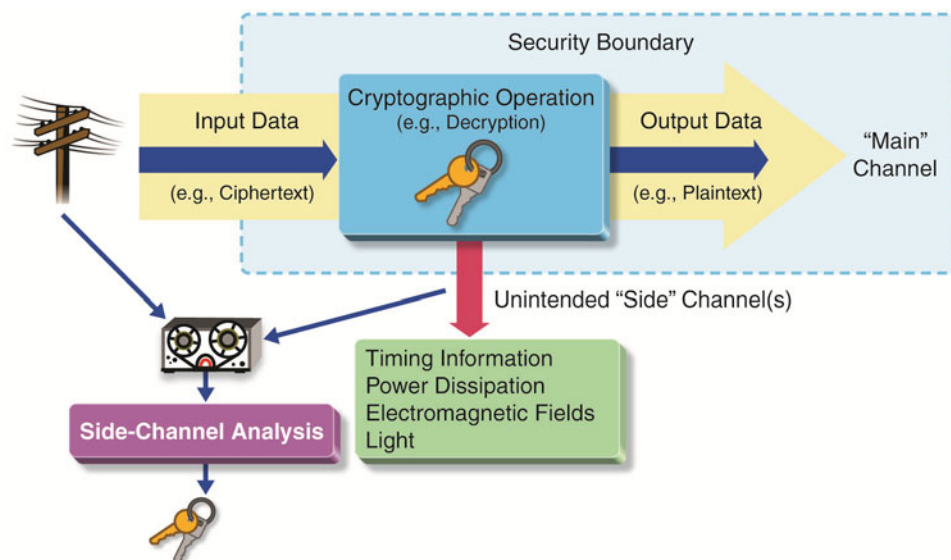 Security Boundary
Cryptographic Operation
(e.g., Decryption)
Input Data
(e.g., Ciphertext)
Output Data
(e.g., Plaintext)
“Main”
Channel
Unintended “Side” Channel(s)
Timing Information
Power Dissipation
Electromagnetic Fields
Light
Side-Channel Analysis